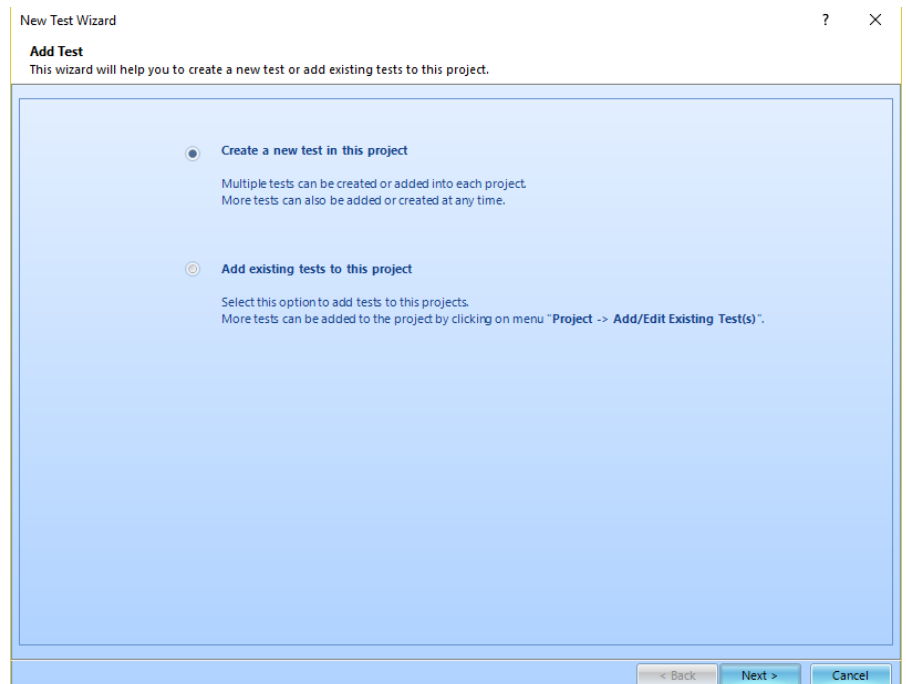 New Test Wizard ? ×
Add Test
This wizard will help you to create a new test or add existing tests to this project.
Create a new test in this project
Multiple tests can be created or added into each project.
More tests can also be added or created at any time.
Add existing tests to this project
Select this option to add tests to this projects.
More tests can be added to the project by clicking on menu "Project -> Add/Edit Existing Test(s)".
< Back Next > Cancel